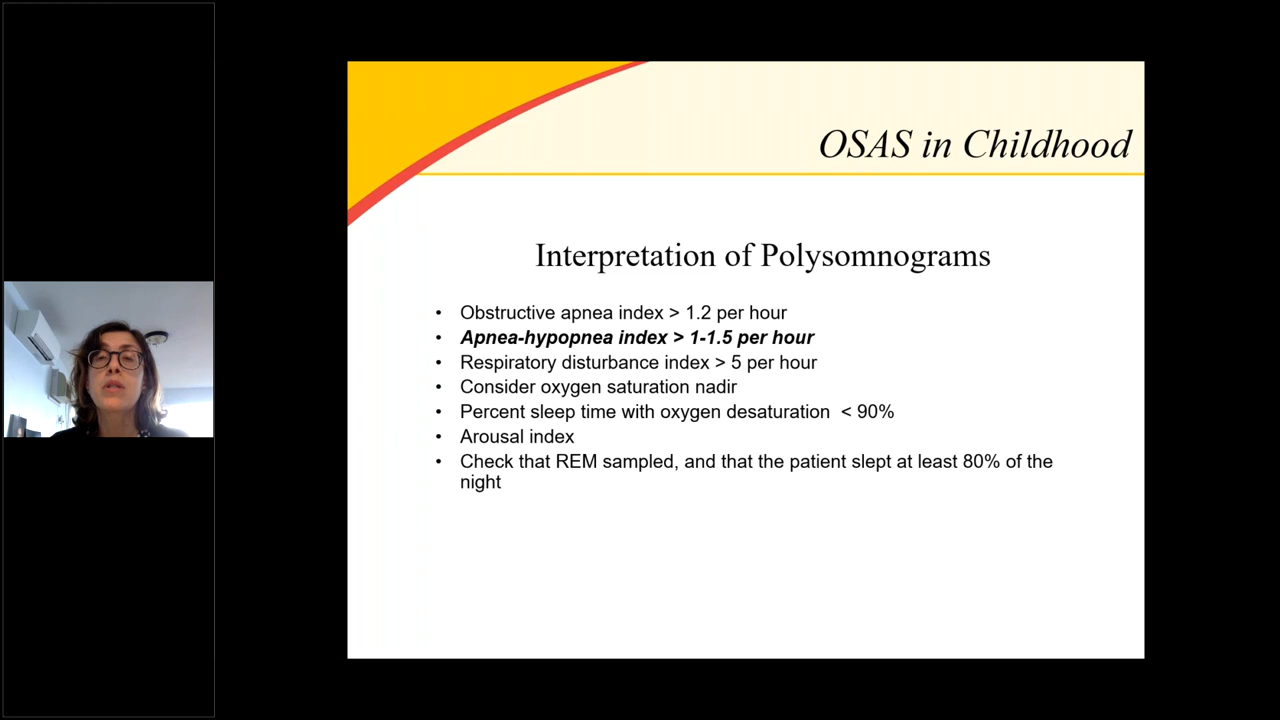 OSAS in Childhood
Interpretation of Polysomnograms
• Obstructive apnea index > 1.2 per hour
• Apnea-hypopnea index > 1-1.5 per hour
• Respiratory disturbance index > 5 per hour
• Consider oxygen saturation nadir
• Percent sleep time with oxygen desaturation < 90%
• Arousal index
• Check that REM sampled, and that the patient slept at least 80% of the
night